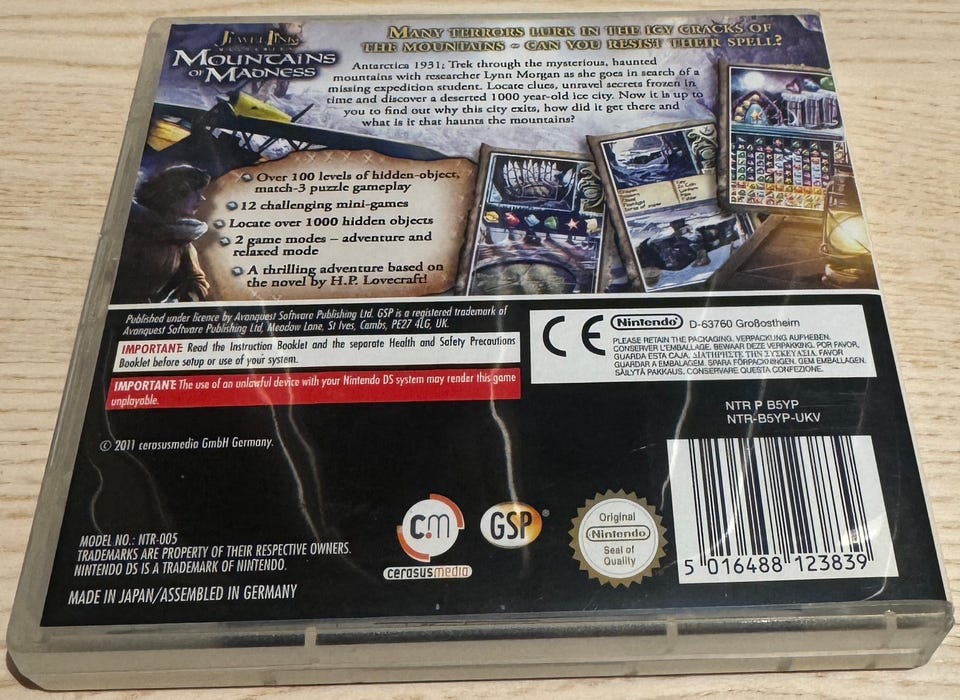 JEWEL LINK
MYSTERIES
MOUNTAINS
OF MADNESS
MANY TERRORS LURK IN THE ICY CRACKS OF
THE MOUNTAINS - CAN YOU RESIST THEIR SPELL?
Antarctica 1931; Trek through the mysterious, haunted
mountains with researcher Lynn Morgan as she goes in search of a
missing expedition student. Locate clues, unravel secrets frozen in
time and discover a deserted 1000 year-old ice city. Now it is up to
you to find out why this city exits, how did it get there and
what is it that haunts the mountains?
Over 100 levels of hidden-object,
match-3 puzzle gameplay
12 challenging mini-games
Locate over 1000 hidden objects
2 game modes – adventure and
relaxed mode
A thrilling adventure based on
the novel by H.P. Lovecraft!
Published under licence by Avanquest Software Publishing Ltd. GSP is a registered trademark of
Avanquest Software Publishing Ltd, Meadow Lane, St Ives, Cambs, PE27 4LG, UK.
IMPORTANT: Read the Instruction Booklet and the separate Health and Safety Precautions
Booklet before setup or use of your system.
IMPORTANT: The use of an unlawful device with your Nintendo DS system may render this game
unplayable.
© 2011 cerasusmedia GmbH Germany.
CE Nintendo D-63760 Großostheim
PLEASE RETAIN THE PACKAGING. VERPACKUNG AUFHEBEN.
CONSERVER L'EMBALLAGE. BEWAAR DEZE VERPAKKING. POR FAVOR,
GUARDA ESTA CAJA. ΔΙΑΤΗΡΗΣΤΕ ΤΗΝ ΣΥΣΚΕΥΑΣΙΑ. FAVOR
GUARDAR A EMBALAGEM. SPARA FÖRPACKNINGEN. GEM EMBALLAGEN.
SÄILYTÄ PAKKAUS. CONSERVARE QUESTA CONFEZIONE.
NTR P B5YP
NTR-B5YP-UKV
MODEL NO.: NTR-005
TRADEMARKS ARE PROPERTY OF THEIR RESPECTIVE OWNERS.
NINTENDO DS IS A TRADEMARK OF NINTENDO.
MADE IN JAPAN/ASSEMBLED IN GERMANY
cm
cerasusmedia
GSP®
Original
Nintendo
Seal of
Quality
5 016488 123839